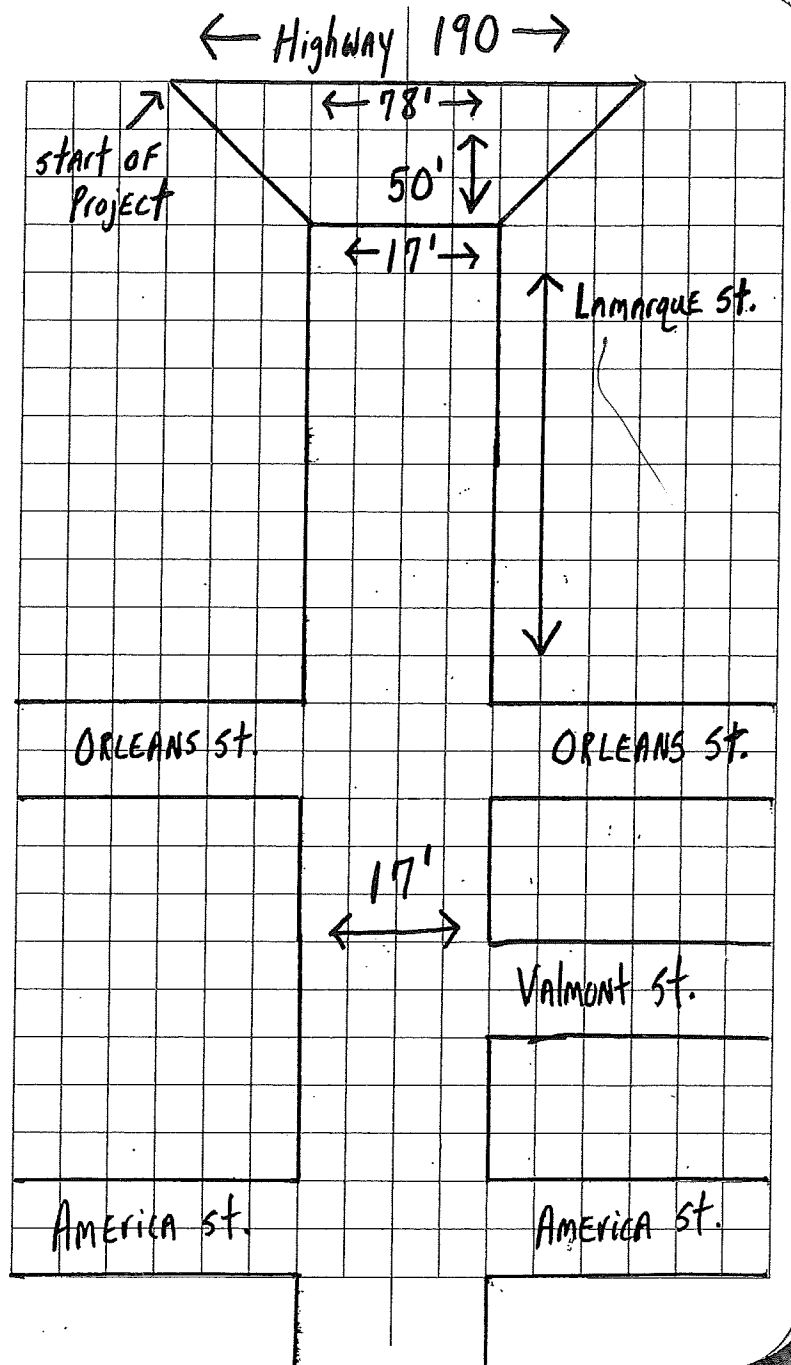 ← Highway 190 →
← 78' →
start of
Project
50'
← 17' →
Lamarque St.
ORLEANS St.
ORLEANS St.
17'
Valmont St.
America St.
America St.